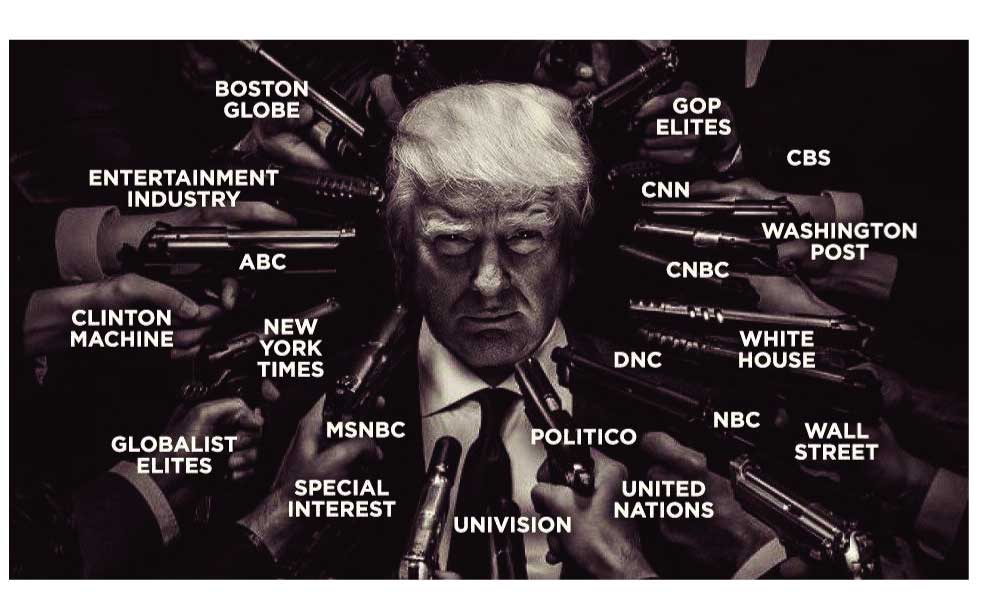 BOSTON
GLOBE
GOP
ELITES
CBS
ENTERTAINMENT
INDUSTRY
CNN
WASHINGTON
POST
ABC
CNBC
CLINTON
MACHINE
NEW
YORK
TIMES
WHITE
HOUSE
DNC
MSNBC
POLITICO
NBC
WALL
STREET
GLOBALIST
ELITES
SPECIAL
INTEREST
UNITED
NATIONS
UNIVISION